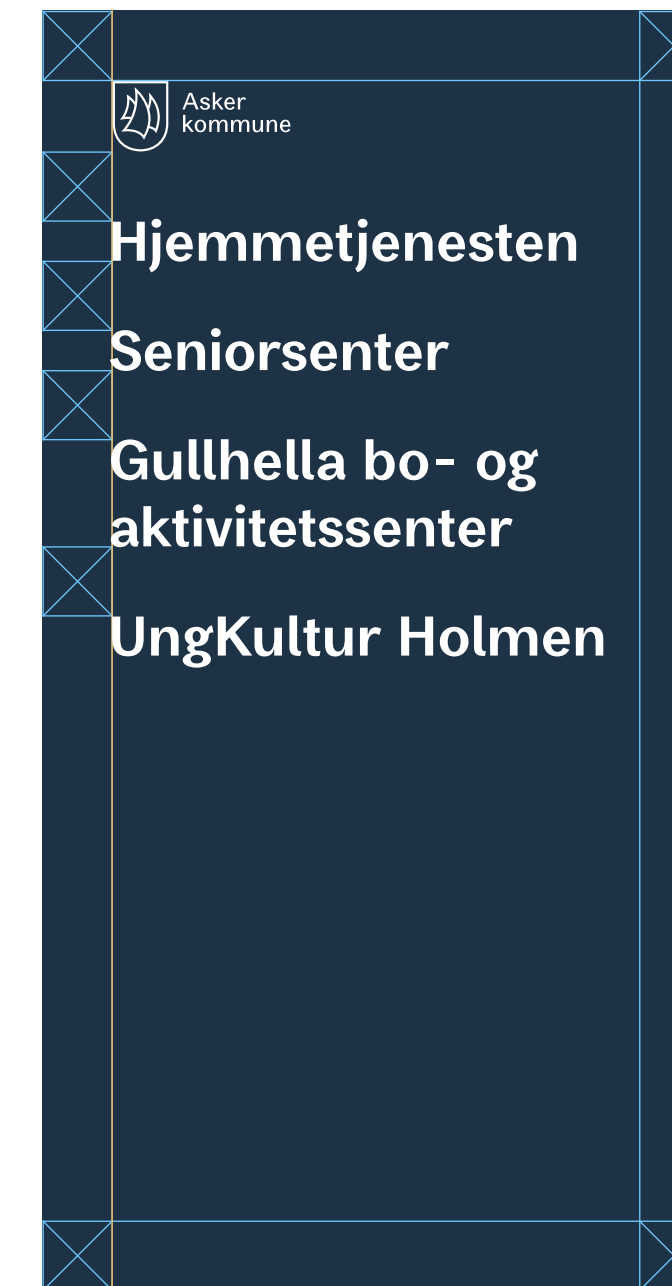 Asker
kommune
Hjemmetjenesten
Seniorsenter
Gullhella bo- og
aktivitetssenter
UngKultur Holmen